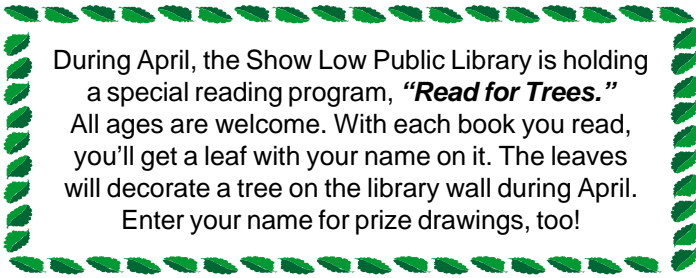 During April, the Show Low Public Library is holding
a special reading program, “Read for Trees.”
All ages are welcome. With each book you read,
you’ll get a leaf with your name on it. The leaves
will decorate a tree on the library wall during April.
Enter your name for prize drawings, too!